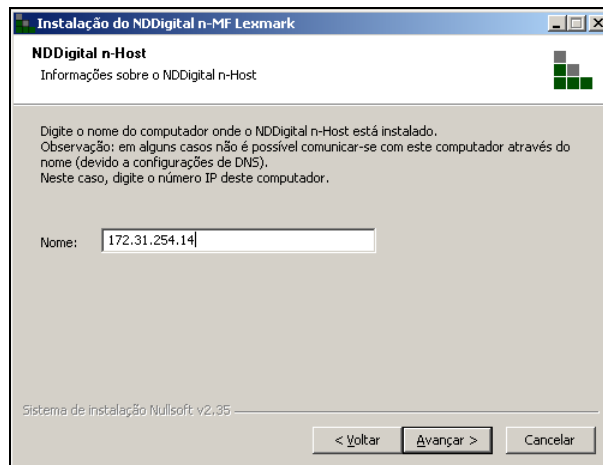 Instalação do NDDigital n-MF Lexmark
NDDigital n-Host
Informações sobre o NDDigital n-Host
Digite o nome do computador onde o NDDigital n-Host está instalado.
Observação: em alguns casos não é possível comunicar-se com este computador através do
nome (devido a configurações de DNS).
Neste caso, digite o número IP deste computador.
Nome: 172.31.254.14
Sistema de instalação Nullsoft v2.35
< Voltar Avançar > Cancelar